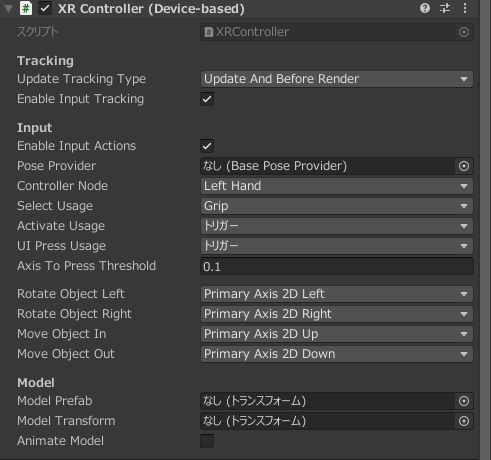 XR Controller (Device-based)
スクリプト XRController
Tracking
Update Tracking Type Update And Before Render
Enable Input Tracking
Input
Enable Input Actions
Pose Provider なし (Base Pose Provider)
Controller Node Left Hand
Select Usage Grip
Activate Usage トリガー
UI Press Usage トリガー
Axis To Press Threshold 0.1
Rotate Object Left Primary Axis 2D Left
Rotate Object Right Primary Axis 2D Right
Move Object In Primary Axis 2D Up
Move Object Out Primary Axis 2D Down
Model
Model Prefab なし (トランスフォーム)
Model Transform なし (トランスフォーム)
Animate Model